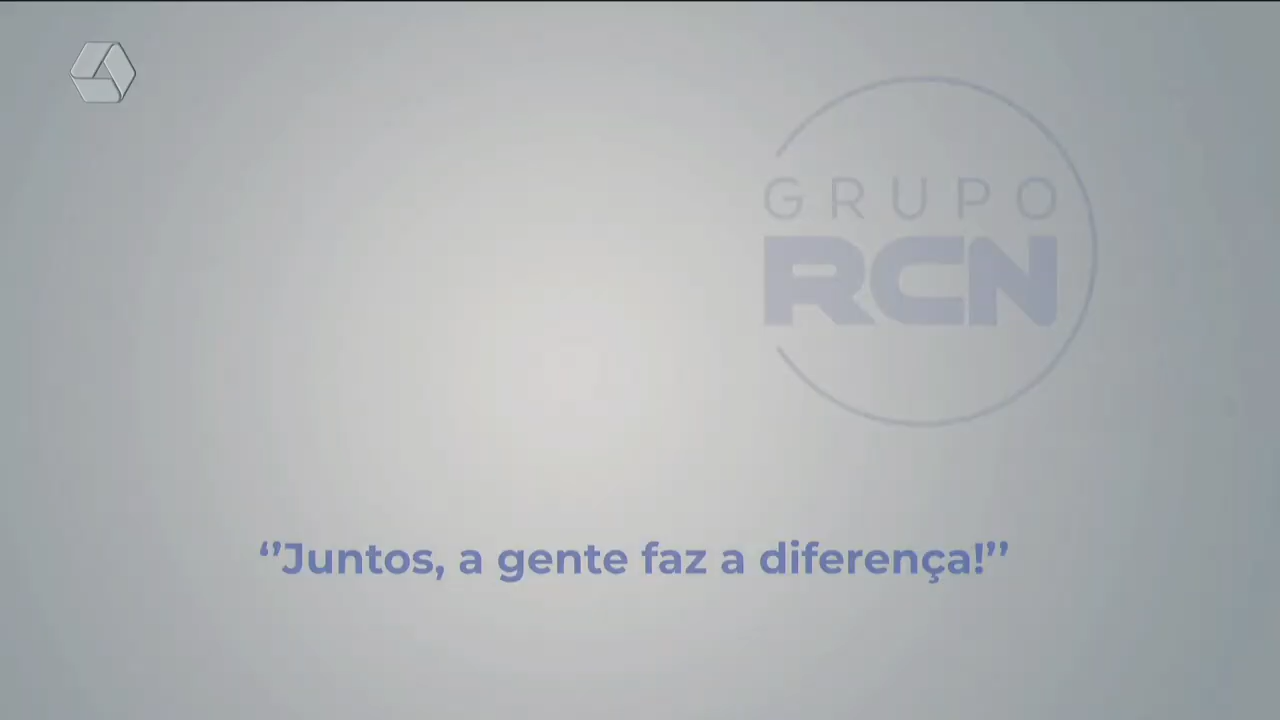 GRUPO
RCN
‘’Juntos, a gente faz a diferença!’’